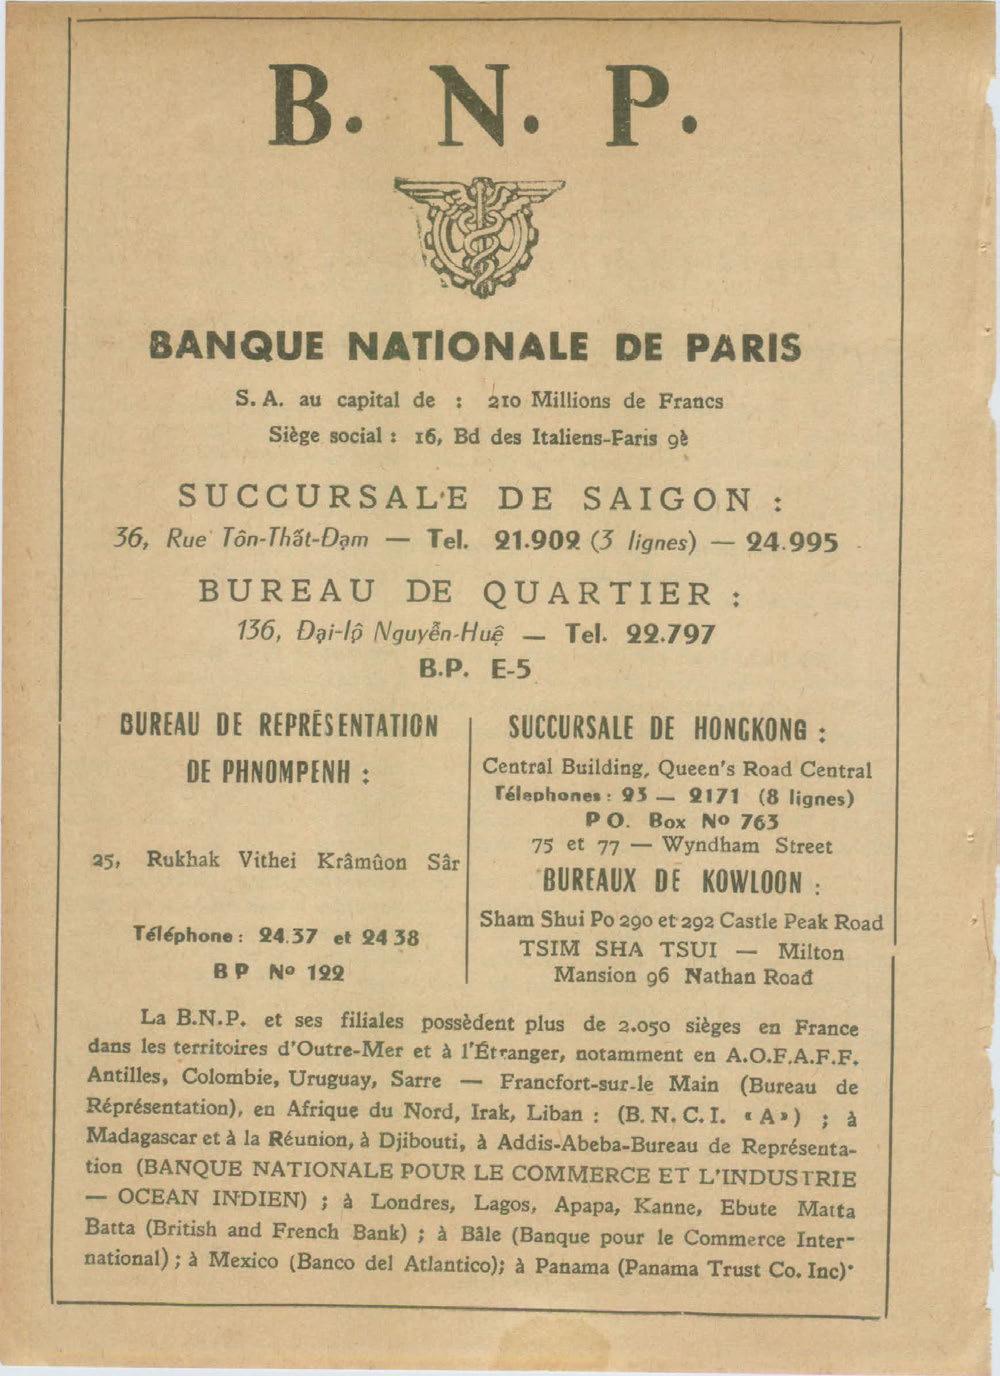 B. N. P.
BANQUE NATIONALE DE PARIS
S. A. au capital de : 210 Millions de Francs
Siège social : 16, Bd des Italiens-Faris 9è
SUCCURSALE DE SAIGON :
36, Rue Tôn-Thất-Đạm — Tel. 21.902 (3 lignes) — 24.995
BUREAU DE QUARTIER :
136, Đại-lộ Nguyễn-Huệ — Tel. 22.797
B.P. E-5
BUREAU DE REPRÉSENTATION
DE PHNOMPENH :
25, Rukhak Vithei Krâmûon Sâr
Téléphone : 24.37 et 24 38
B P Nº 122
SUCCURSALE DE HONGKONG :
Central Building, Queen's Road Central
Télephones : 23 — 2171 (8 lignes)
P O. Box Nº 763
75 et 77 — Wyndham Street
BUREAUX DE KOWLOON :
Sham Shui Po 290 et 292 Castle Peak Road
TSIM SHA TSUI — Milton
Mansion 96 Nathan Road
La B.N.P. et ses filiales possèdent plus de 2.050 sièges en France
dans les territoires d'Outre-Mer et à l'Étranger, notamment en A.O.F.A.F.F.
Antilles, Colombie, Uruguay, Sarre — Francfort-sur-le Main (Bureau de
Réprésentation), en Afrique du Nord, Irak, Liban : (B. N. C. I. « A ») ; à
Madagascar et à la Réunion, à Djibouti, à Addis-Abeba-Bureau de Représenta-
tion (BANQUE NATIONALE POUR LE COMMERCE ET L'INDUSTRIE
— OCEAN INDIEN) ; à Londres, Lagos, Apapa, Kanne, Ebute Matta
Batta (British and French Bank) ; à Bâle (Banque pour le Commerce Inter-
national) ; à Mexico (Banco del Atlantico); à Panama (Panama Trust Co. Inc)·